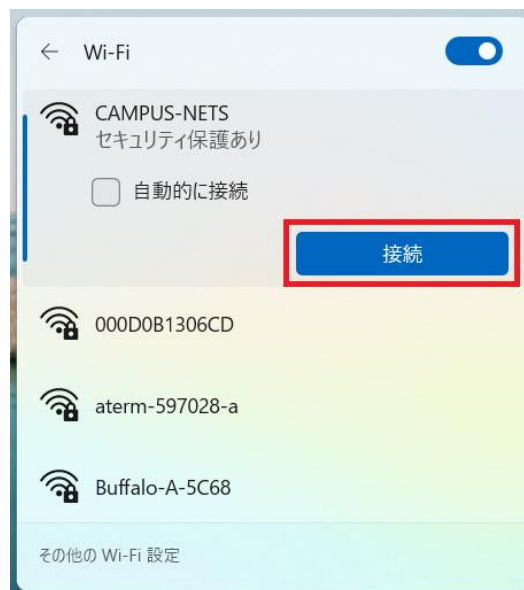 Wi-Fi
CAMPUS-NETS
セキュリティ保護あり
自動的に接続
接続
000D0B1306CD
aterm-597028-a
Buffalo-A-5C68
その他の Wi-Fi 設定